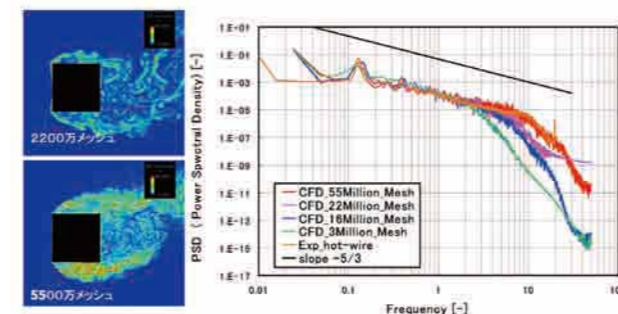 2200万メッシュ
5500万メッシュ
PSD ( Power Spwotral Density) [-]
1.E+01
1.E-01
1.E-03
1.E-05
1.E-07
1.E-09
1.E-11
1.E-13
1.E-15
1.E-17
CFD_55Million_Mesh
CFD_22Million_Mesh
CFD_16Million_Mesh
CFD_3Million_Mesh
Exp_hot-wire
slope -5/3
0.01 0.1 1 10 100
Frequency [-]